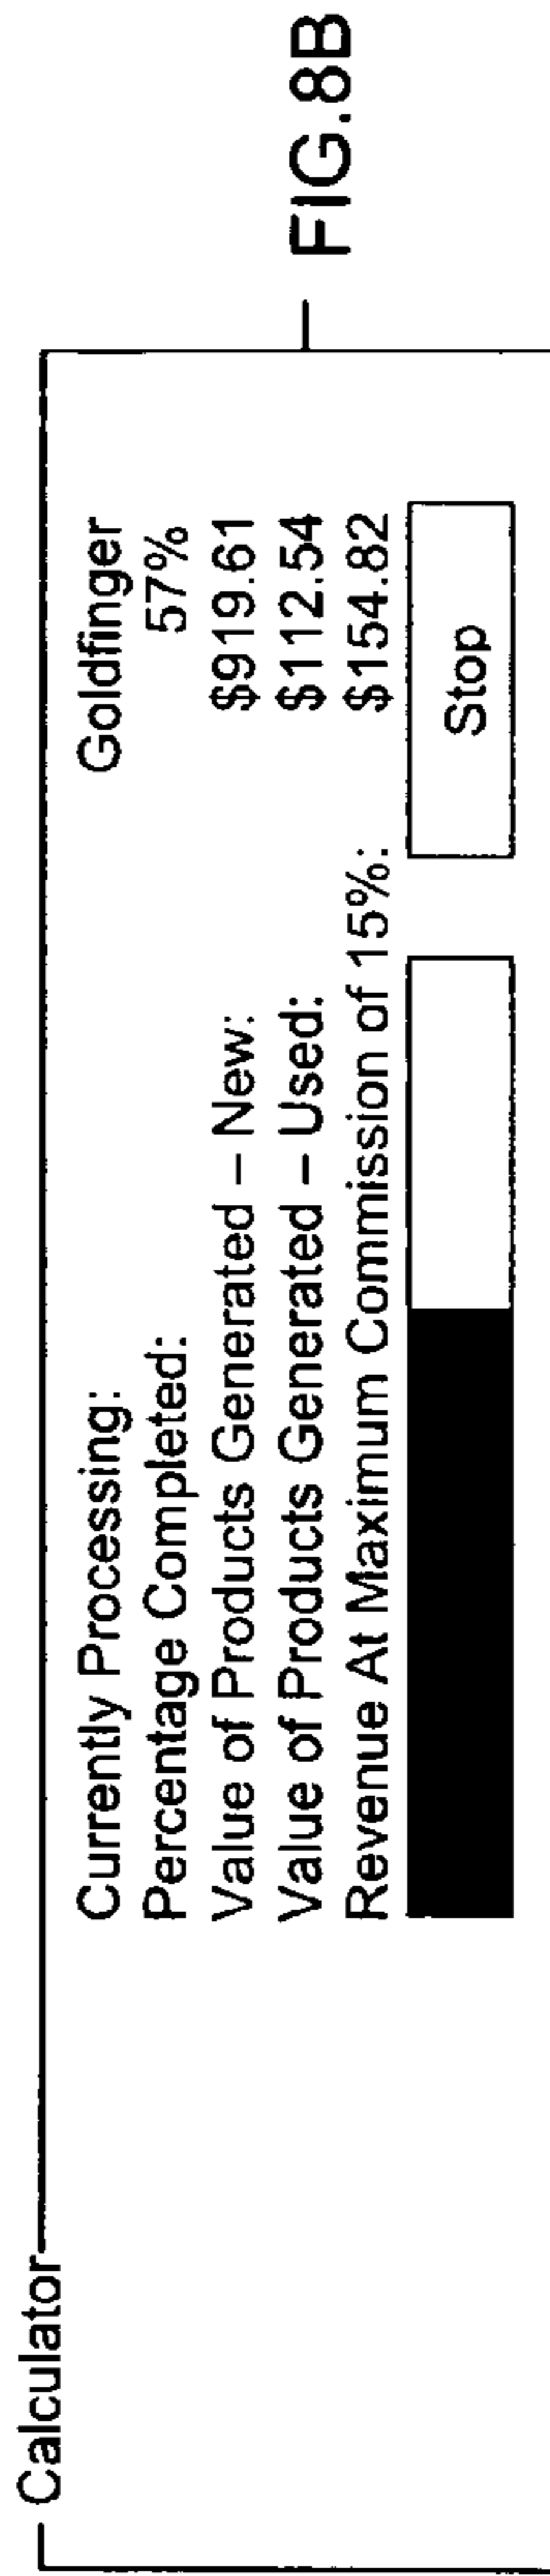 Calculator
Currently Processing: Goldfinger
Percentage Completed: 57%
Value of Products Generated – New: $919.61
Value of Products Generated – Used: $112.54
Revenue At Maximum Commission of 15%: $154.82
Stop
FIG.8B